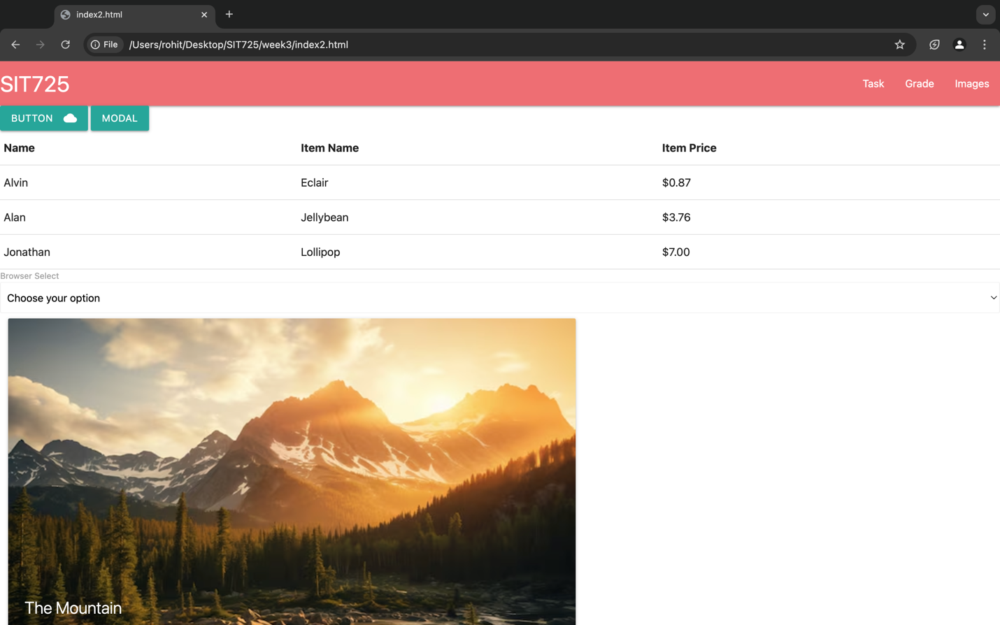 index2.html
File /Users/rohit/Desktop/SIT725/week3/index2.html
SIT725 Task Grade Images
BUTTON MODAL
Name Item Name Item Price
Alvin Eclair $0.87
Alan Jellybean $3.76
Jonathan Lollipop $7.00
Browser Select
Choose your option
The Mountain